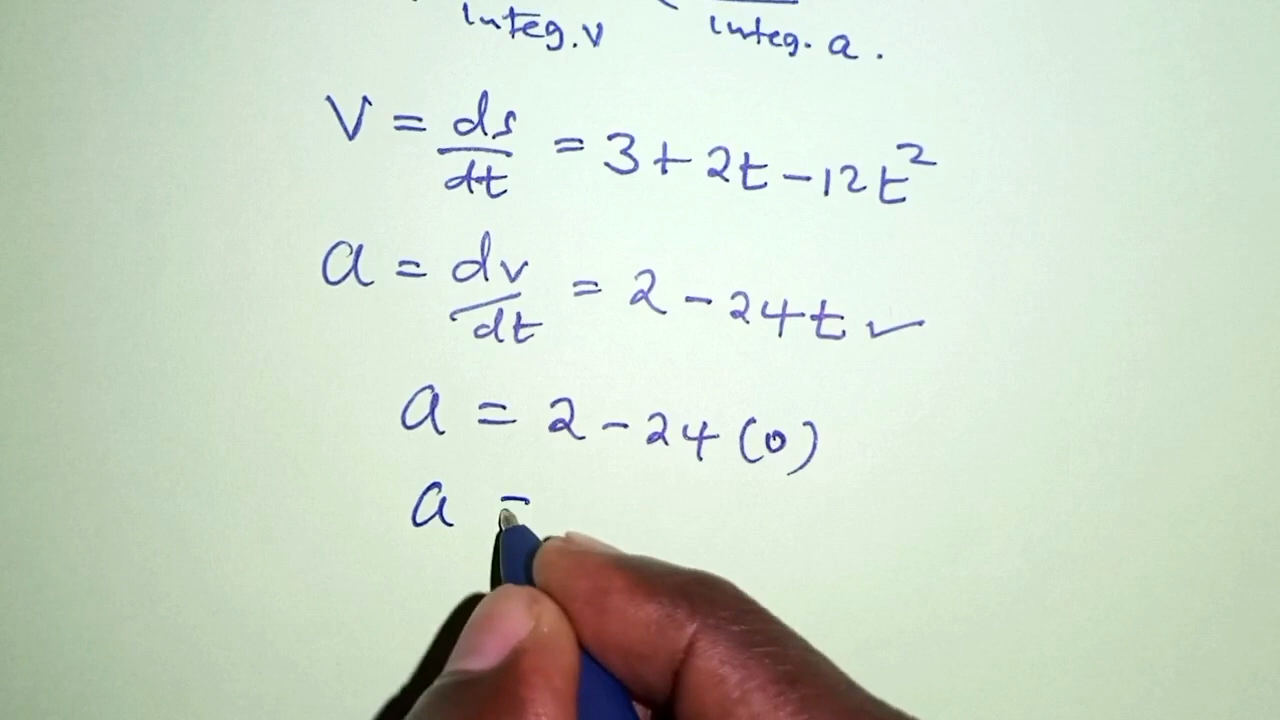 Integ. v Integ. a.
V = ds/dt = 3 + 2t - 12t²
a = dv/dt = 2 - 24t ✓
a = 2 - 24 (0)
a =